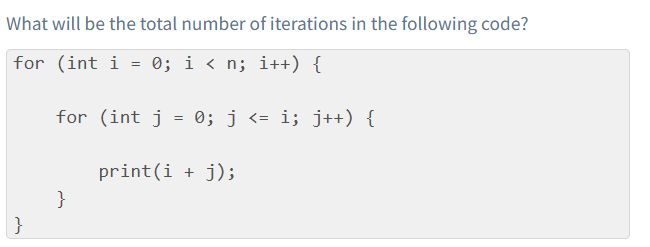 What will be the total number of iterations in the following code?
for (int i = 0; i < n; i++) {
for (int j = 0; j <= i; j++) {
print(i + j);
}
}